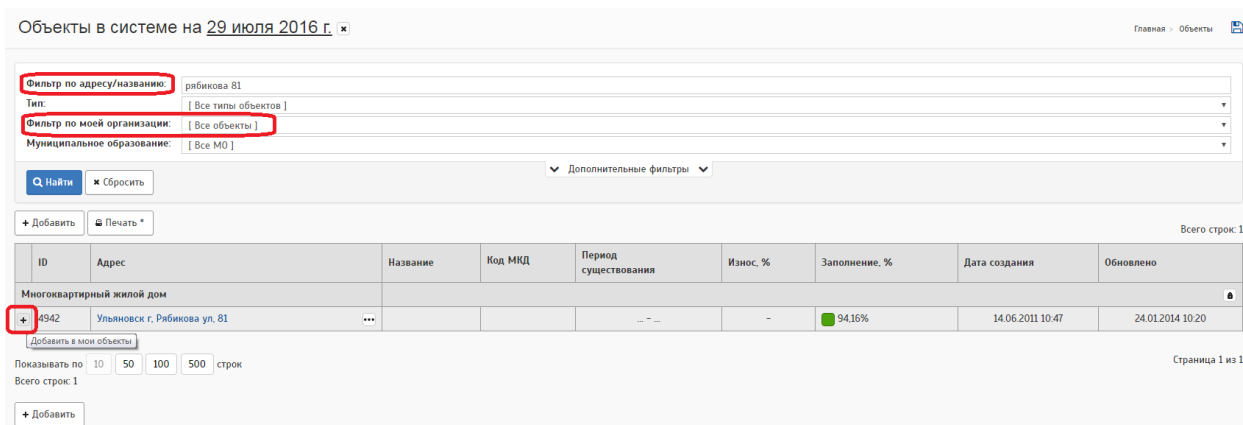 Объекты в системе на 29 июля 2016 г.
Главная > Объекты
Фильтр по адресу/названию: рябикова 81
Тип: [ Все типы объектов ]
Фильтр по моей организации: [ Все объекты ]
Муниципальное образование: [ Все МО ]
Дополнительные фильтры
Найти × Сбросить
+ Добавить Печать *
Всего строк: 1
ID Адрес Название Код МКД Период существования Износ, % Заполнение, % Дата создания Обновлено
Многоквартирный жилой дом
+ 4942 Ульяновск г, Рябикова ул, 81 ••• ... – ... – 94,16% 14.06.2011 10:47 24.01.2014 10:20
Добавить в мои объекты
Показывать по 10 50 100 500 строк
Страница 1 из 1
Всего строк: 1
+ Добавить